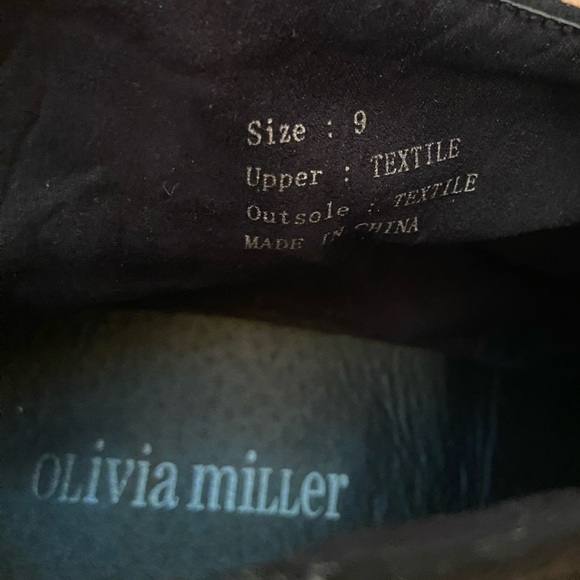 Size : 9
Upper : TEXTILE
Outsole : TEXTILE
MADE IN CHINA
OLivia miLLer